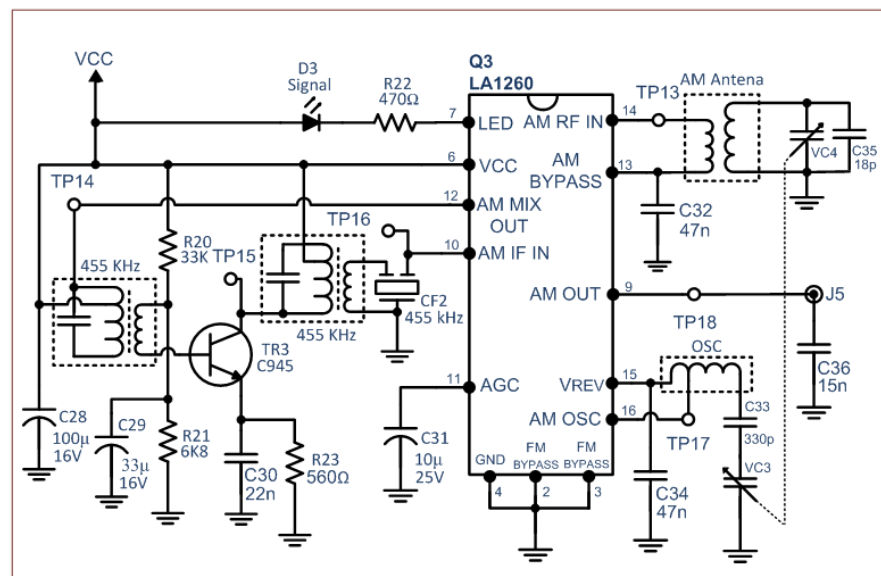 VCC
D3
Signal
R22
470Ω
Q3
LA1260
7
LED
6
VCC
12
AM MIX
OUT
10
AM IF IN
11
AGC
GND
4
FM
BYPASS
2
FM
BYPASS
3
14
AM RF IN
13
AM
BYPASS
9
AM OUT
15
VREV
16
AM OSC
TP13
AM Antena
VC4
C35
18p
C32
47n
TP14
R20
33K
TP15
TP16
455 KHz
455 KHz
CF2
455 kHz
TR3
C945
J5
TP18
OSC
C36
15n
C33
330p
TP17
VC3
C34
47n
C28
100µ
16V
C29
33µ
16V
R21
6K8
C30
22n
R23
560Ω
C31
10µ
25V